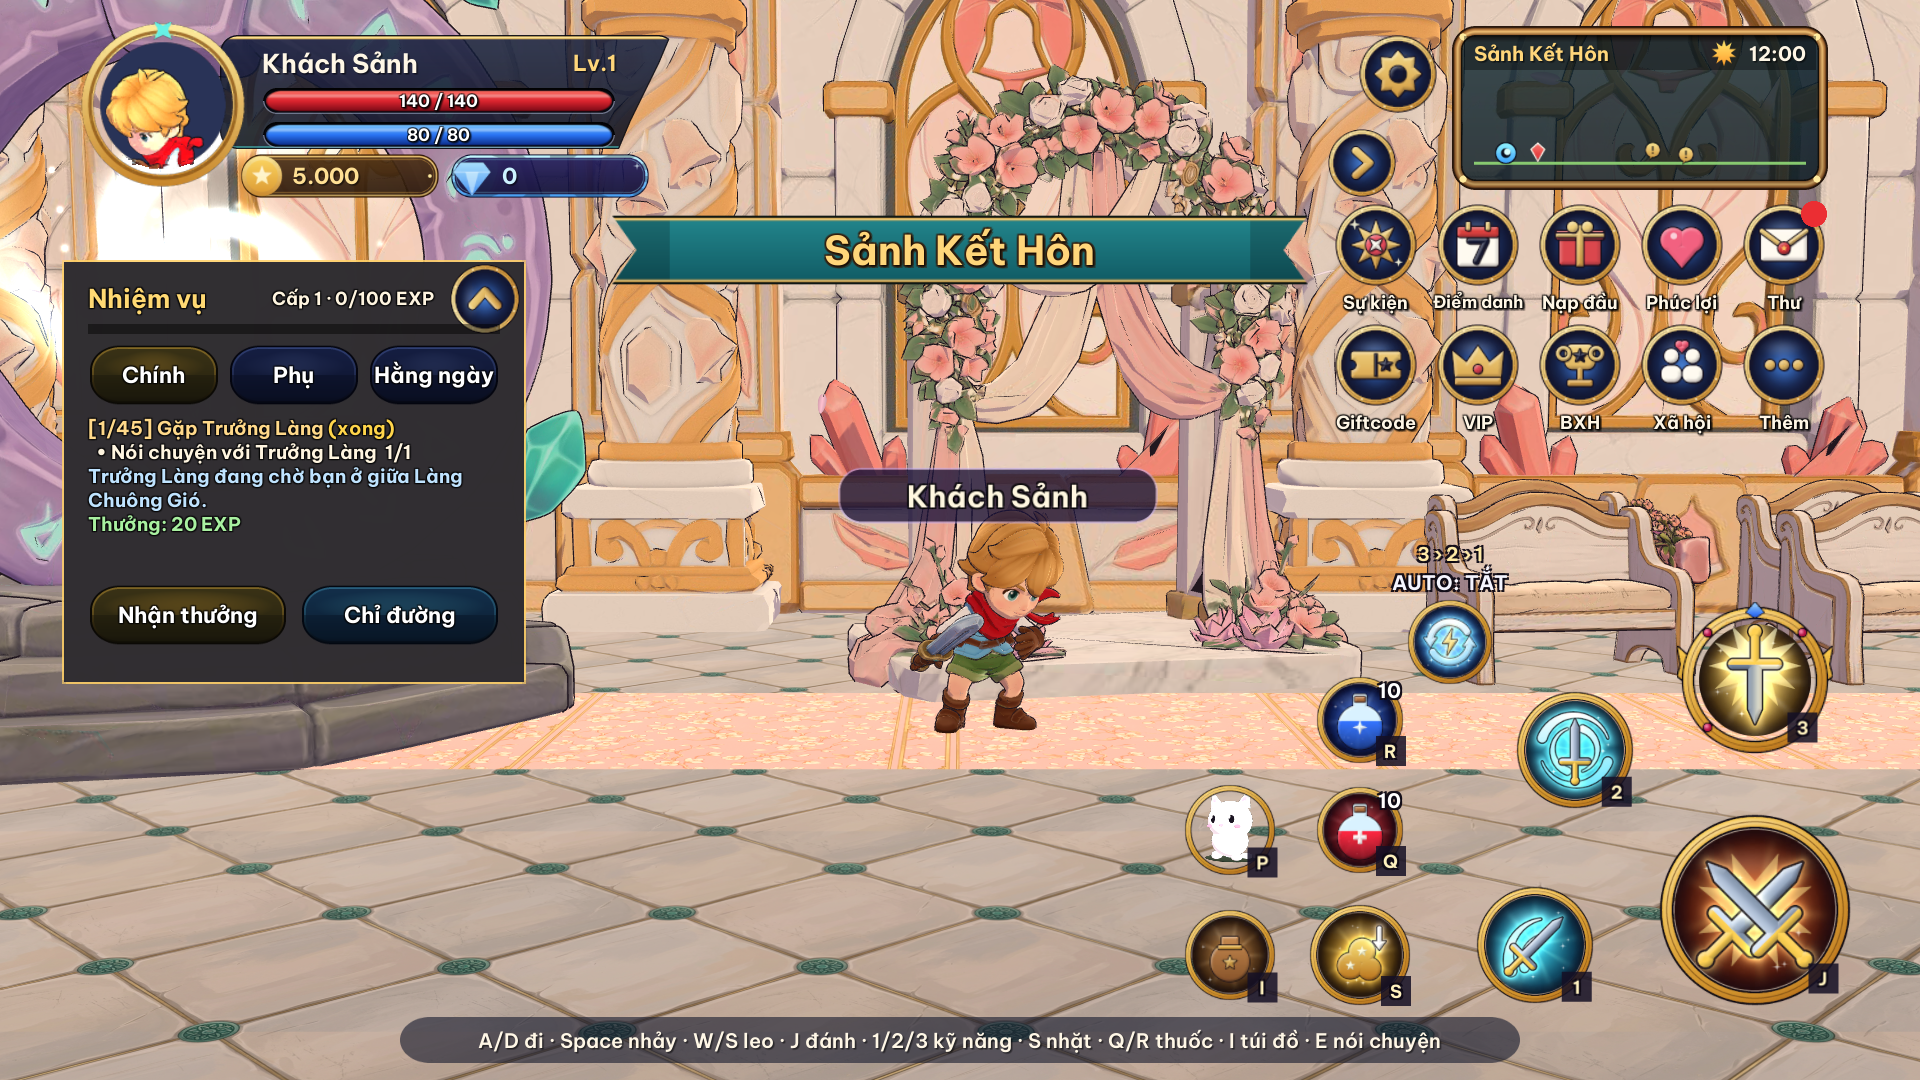 Khách Sảnh
Lv.1
140 / 140
80 / 80
5.000
0
Sảnh Kết Hôn
12:00
Sảnh Kết Hôn
Sự kiện
Điểm danh
7
Nạp đầu
Phúc lợi
Thư
Giftcode
VIP
BXH
Xã hội
Thêm
Nhiệm vụ
Cấp 1 · 0/100 EXP
Chính
Phụ
Hằng ngày
[1/45] Gặp Trưởng Làng (xong)
• Nói chuyện với Trưởng Làng 1/1
Trưởng Làng đang chờ bạn ở giữa Làng
Chuông Gió.
Thưởng: 20 EXP
Nhận thưởng
Chỉ đường
Khách Sảnh
3›2›1
AUTO: TẮT
10
R
3
2
P
10
Q
I
S
1
J
A/D đi · Space nhảy · W/S leo · J đánh · 1/2/3 kỹ năng · S nhặt · Q/R thuốc · I túi đồ · E nói chuyện